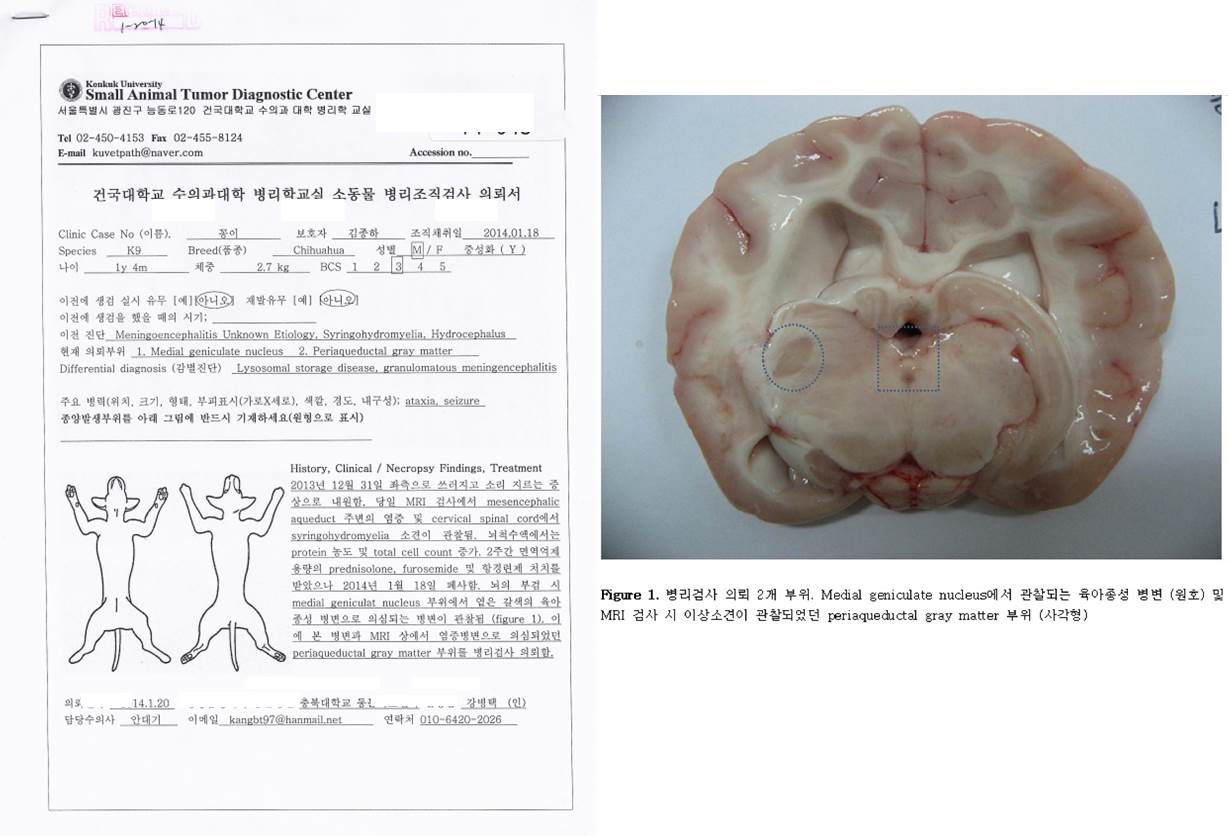 1-2014
Konkuk University
Small Animal Tumor Diagnostic Center
서울특별시 광진구 능동로120 건국대학교 수의과 대학 병리학 교실
Tel 02-450-4153 Fax 02-455-8124
E-mail kuvetpath@naver.com
Accession no.
건국대학교 수의과대학 병리학교실 소동물 병리조직검사 의뢰서
Clinic Case No (이름). 꽁이 보호자 김종하 조직채취일 2014.01.18
Species K9 Breed(품종) Chihuahua 성별 M / F 중성화 ( Y )
나이 1y 4m 체중 2.7 kg BCS 1 2 3 4 5
이전에 생검 실시 유무 [예] [아니오] 재발유무 [예] [아니오]
이전에 생검을 했을 때의 시기;
이전 진단 Meningoencephalitis Unknown Etiology, Syringohydromyelia, Hydrocephalus
현재 의뢰부위 1. Medial geniculate nucleus 2. Periaqueductal gray matter
Differential diagnosis (감별진단) Lysosomal storage disease, granulomatous meningencephalitis
주요 병력(위치, 크기, 형태, 부피표시(가로X세로), 색깔, 경도, 내구성); ataxia, seizure
종양발생부위를 아래 그림에 반드시 기재하세요(원형으로 표시)
History, Clinical / Necropsy Findings, Treatment
2013년 12월 31일 좌측으로 쓰러지고 소리 지르는 증
상으로 내원함. 당일 MRI 검사에서 mesencephalic
aqueduct 주변의 염증 및 cervical spinal cord에서
syringohydromyelia 소견이 관찰됨. 뇌척수액에서는
protein 농도 및 total cell count 증가. 2주간 면역억제
용량의 prednisolone, furosemide 및 항경련제 처치를
받았으나 2014년 1월 18일 폐사함. 뇌의 부검 시
medial geniculat nucleus 부위에서 옅은 갈색의 육아
종성 병변으로 의심되는 병변이 관찰됨 (figure 1). 이
에 본 병변과 MRI 상에서 염증병변으로 의심되었던
periaqueductal gray matter 부위를 병리검사 의뢰함.
14.1.20 충북대학교 강병택 (인)
담당수의사 안대기 이메일 kangbt97@hanmail.net 연락처 010-6420-2026
Figure 1. 병리검사 의뢰 2개 부위. Medial geniculate nucleus에서 관찰되는 육아종성 병변 (원호) 및
MRI 검사 시 이상소견이 관찰되었던 periaqueductal gray matter 부위 (사각형)